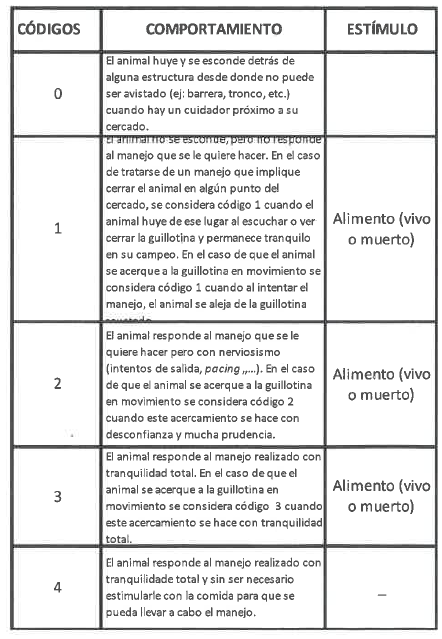 CÓDIGOS COMPORTAMIENTO ESTÍMULO
El animal huye y se esconde detrás de
alguna estructura desde donde no puede
0 ser avistado (ej: barrera, tronco, etc.)
cuando hay un cuidador próximo a su
cercado.
El animal no se esconde, pero no responde
al manejo que se le quiere hacer. En el caso
de tratarse de un manejo que implique
cerrar el animal en algún punto del
cercado, se considera código 1 cuando el
1 animal huye de ese lugar al escuchar o ver Alimento (vivo
cerrar la guillotina y permanece tranquilo o muerto)
en su campeo. En el caso de que el animal
se acerque a la guillotina en movimiento se
considera código 1 cuando al intentar el
manejo, el animal se aleja de la guillotina
El animal responde al manejo que se le
quiere hacer pero con nerviosismo
(intentos de salida, pacing ,,...). En el caso
2 de que el animal se acerque a la guillotina Alimento (vivo
en movimiento se considera código 2 o muerto)
cuando este acercamiento se hace con
desconfianza y mucha prudencia.
El animal responde al manejo realizado con
tranquilidad total. En el caso de que el
3 animal se acerque a la guillotina en Alimento (vivo
movimiento se considera código 3 cuando o muerto)
este acercamiento se hace con tranquilidad
total.
El animal responde al manejo realizado con
4 tranquilidade total y sin ser necesario –
estimularle con la comida para que se
pueda llevar a cabo el manejo.